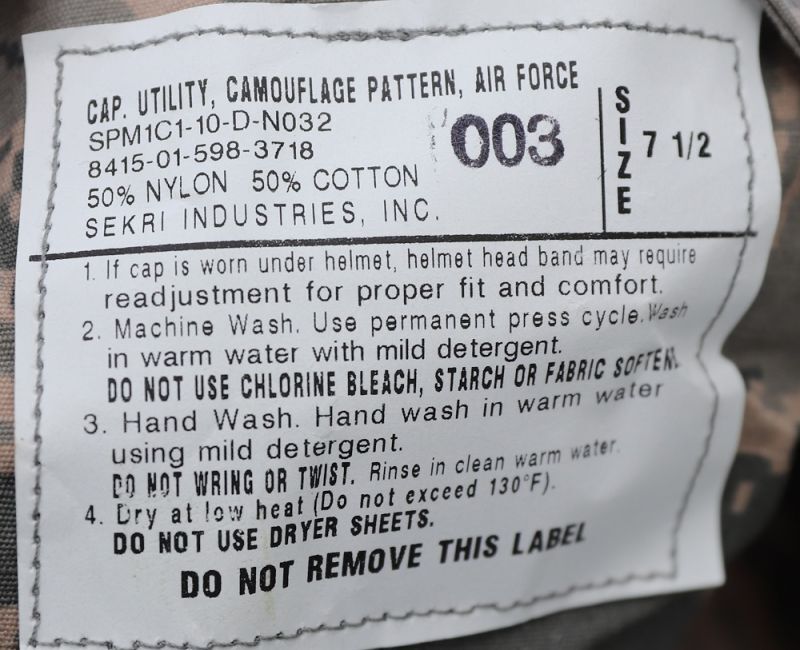 CAP, UTILITY, CAMOUFLAGE PATTERN, AIR FORCE
SPM1C1-10-D-N032
8415-01-598-3718
50% NYLON 50% COTTON
SEKRI INDUSTRIES, INC.
003
SIZE
7 1/2
1. If cap is worn under helmet, helmet head band may require
readjustment for proper fit and comfort.
2. Machine Wash. Use permanent press cycle. Wash
in warm water with mild detergent.
DO NOT USE CHLORINE BLEACH, STARCH OR FABRIC SOFTEN.
3. Hand Wash. Hand wash in warm water
using mild detergent.
DO NOT WRING OR TWIST. Rinse in clean warm water.
4. Dry at low heat (Do not exceed 130°F).
DO NOT USE DRYER SHEETS.
DO NOT REMOVE THIS LABEL